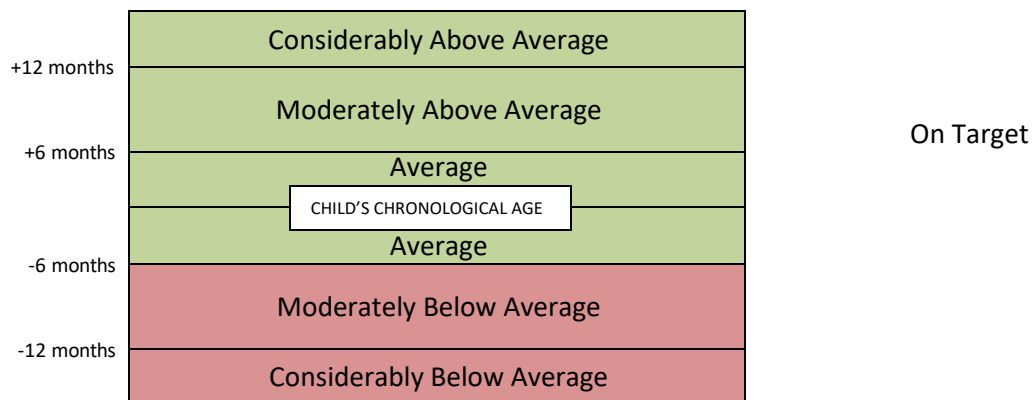 Considerably Above Average
+12 months
Moderately Above Average
On Target
+6 months
Average
CHILD'S CHRONOLOGICAL AGE
Average
-6 months
Moderately Below Average
-12 months
Considerably Below Average